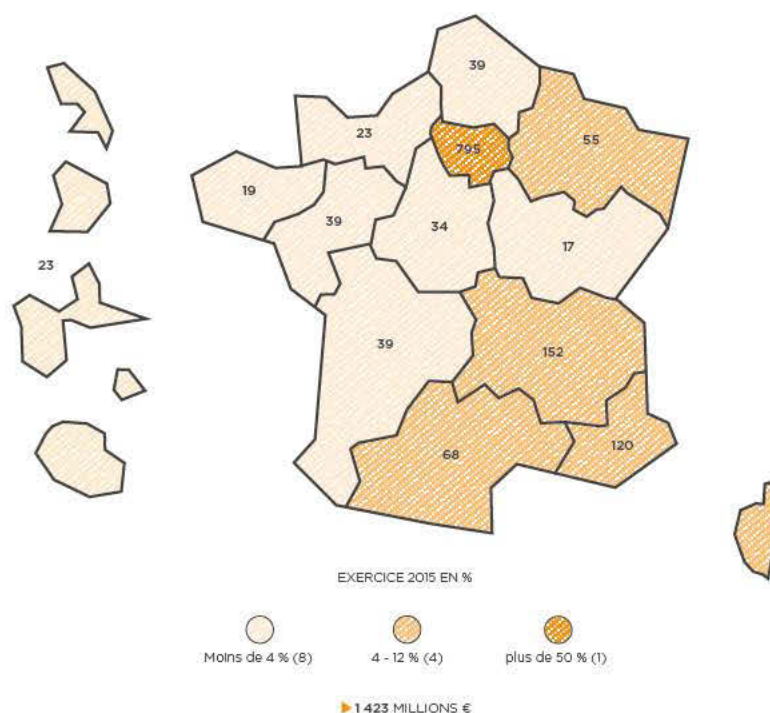 39
23
795
55
19
39
34
17
23
39
152
120
68
EXERCICE 2015 EN %
Moins de 4 % (8)
4 - 12 % (4)
plus de 50 % (1)
1 423 MILLIONS €